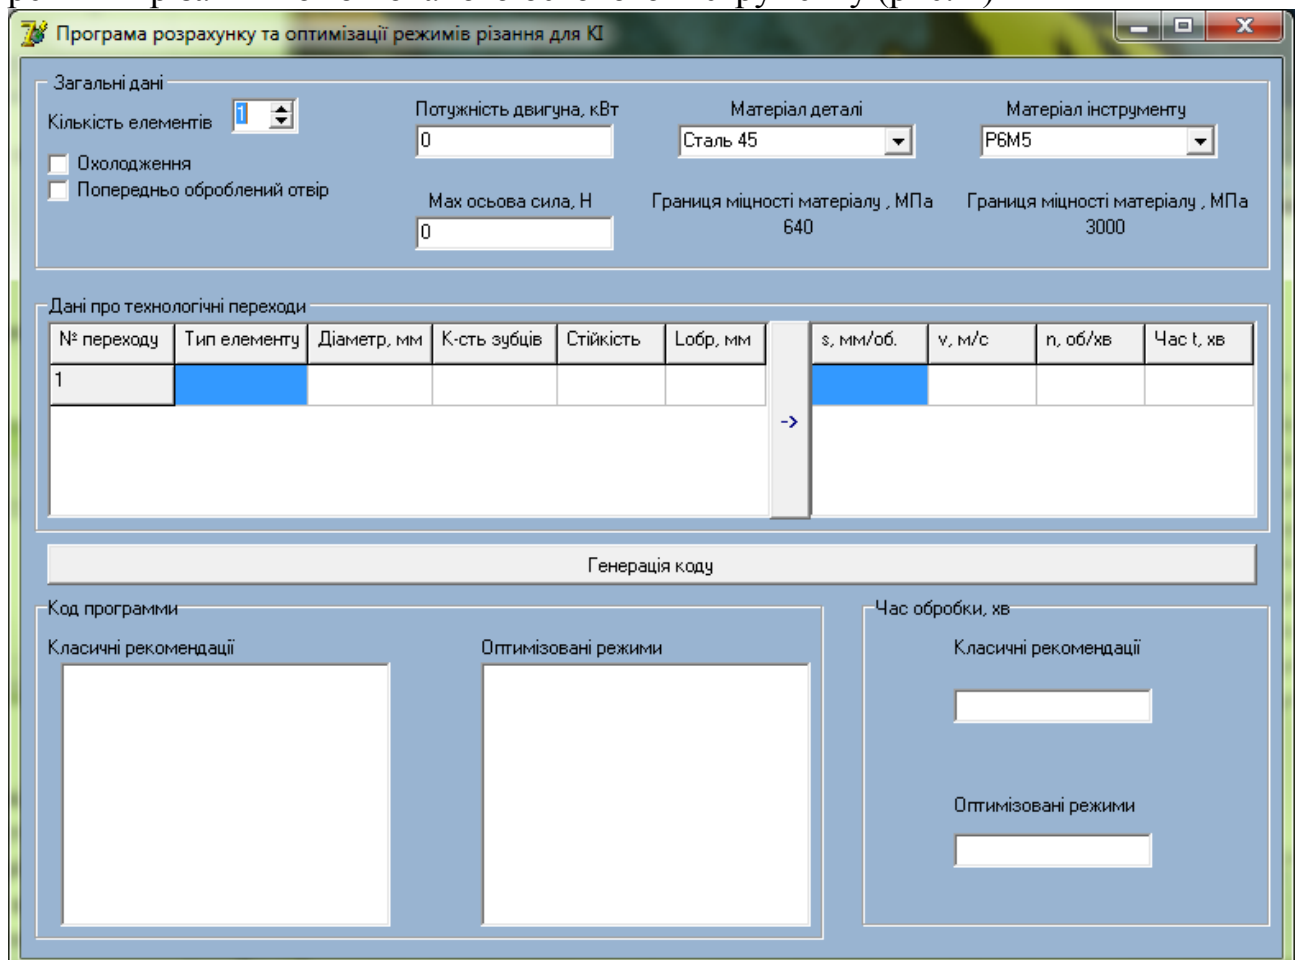 Програма розрахунку та оптимізації режимів різання для КІ
Загальні дані
Кількість елементів 1
Охолодження
Попередньо оброблений отвір
Потужність двигуна, кВт
0
Мах осьова сила, Н
0
Матеріал деталі
Сталь 45
Границя міцності матеріалу , МПа
640
Матеріал інструменту
Р6М5
Границя міцності матеріалу , МПа
3000
Дані про технологічні переходи
№ переходу Тип елементу Діаметр, мм К-сть зубців Стійкість Lобр, мм
1
->
s, мм/об. v, м/с n, об/хв Час t, хв
Генерація коду
Код программи
Класичні рекомендації
Оптимізовані режими
Час обробки, хв
Класичні рекомендації
Оптимізовані режими